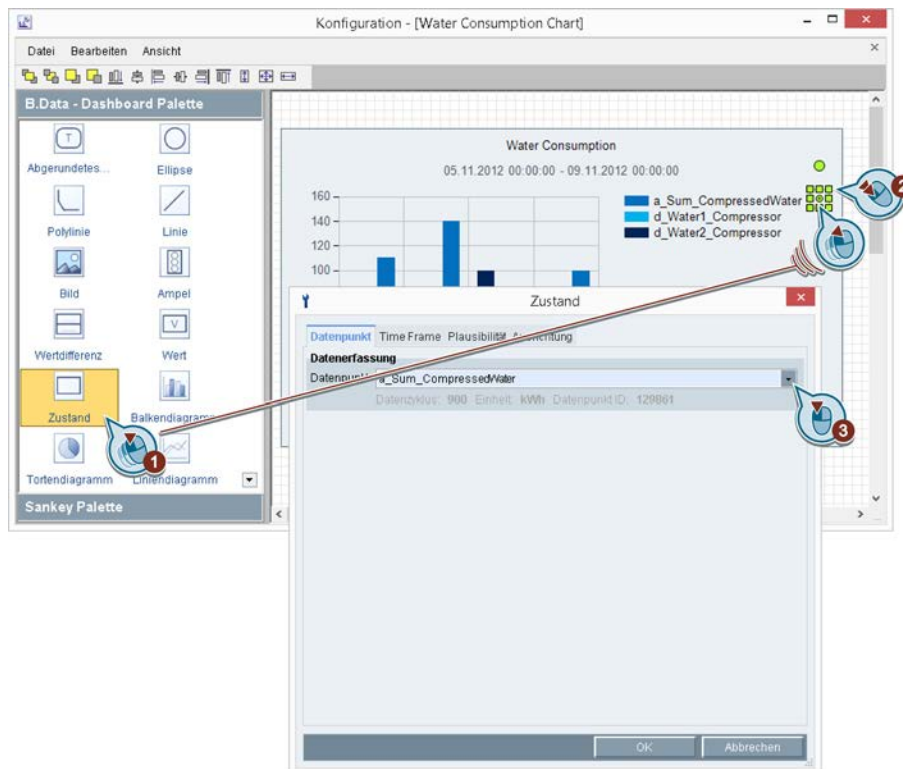 Konfiguration - [Water Consumption Chart]
Datei Bearbeiten Ansicht
B.Data - Dashboard Palette
Abgerundetes... Ellipse
Polylinie Linie
Bild Ampel
Wertdifferenz Wert
Zustand Balkendiagramm
Tortendiagramm Liniendiagramm
Sankey Palette
Water Consumption
05.11.2012 00:00:00 - 09.11.2012 00:00:00
160
140
120
100
a_Sum_CompressedWater
d_Water1_Compressor
d_Water2_Compressor
2
Zustand
Datenpunkt Time Frame Plausibilität
Datenerfassung
Datenpunkt a_Sum_CompressedWater
Datenzyklus: 900 Einheit: kWh Datenpunkt ID: 129861
3
1
OK Abbrechen